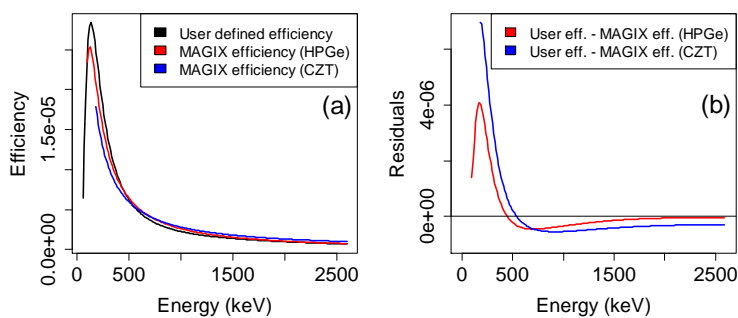 User defined efficiency
MAGIX efficiency (HPGe)
MAGIX efficiency (CZT)
(a)
Efficiency
1.5e-05
0.0e+00
0
500
1500
2500
Energy (keV)
User eff. - MAGIX eff. (HPGe)
User eff. - MAGIX eff. (CZT)
(b)
Residuals
4e-06
0e+00
0
500
1500
2500
Energy (keV)